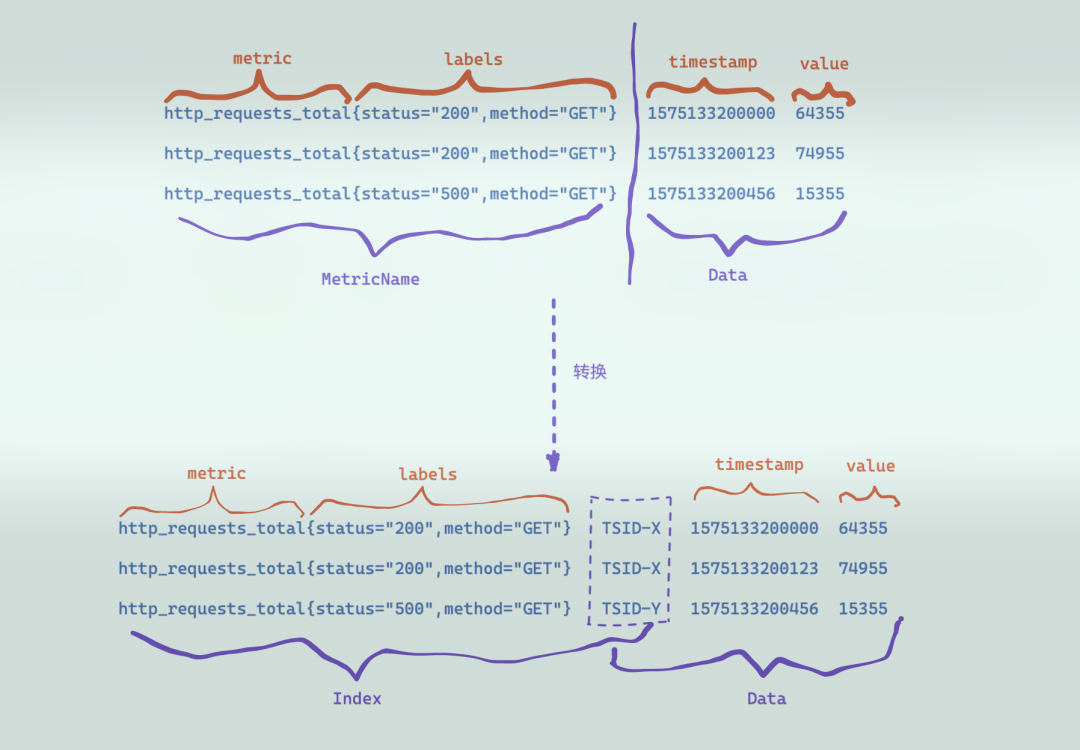 metric labels timestamp value
http_requests_total{status="200",method="GET"} 1575133200000 64355
http_requests_total{status="200",method="GET"} 1575133200123 74955
http_requests_total{status="500",method="GET"} 1575133200456 15355
MetricName Data
转换
metric labels timestamp value
http_requests_total{status="200",method="GET"} TSID-X 1575133200000 64355
http_requests_total{status="200",method="GET"} TSID-X 1575133200123 74955
http_requests_total{status="500",method="GET"} TSID-Y 1575133200456 15355
Index Data